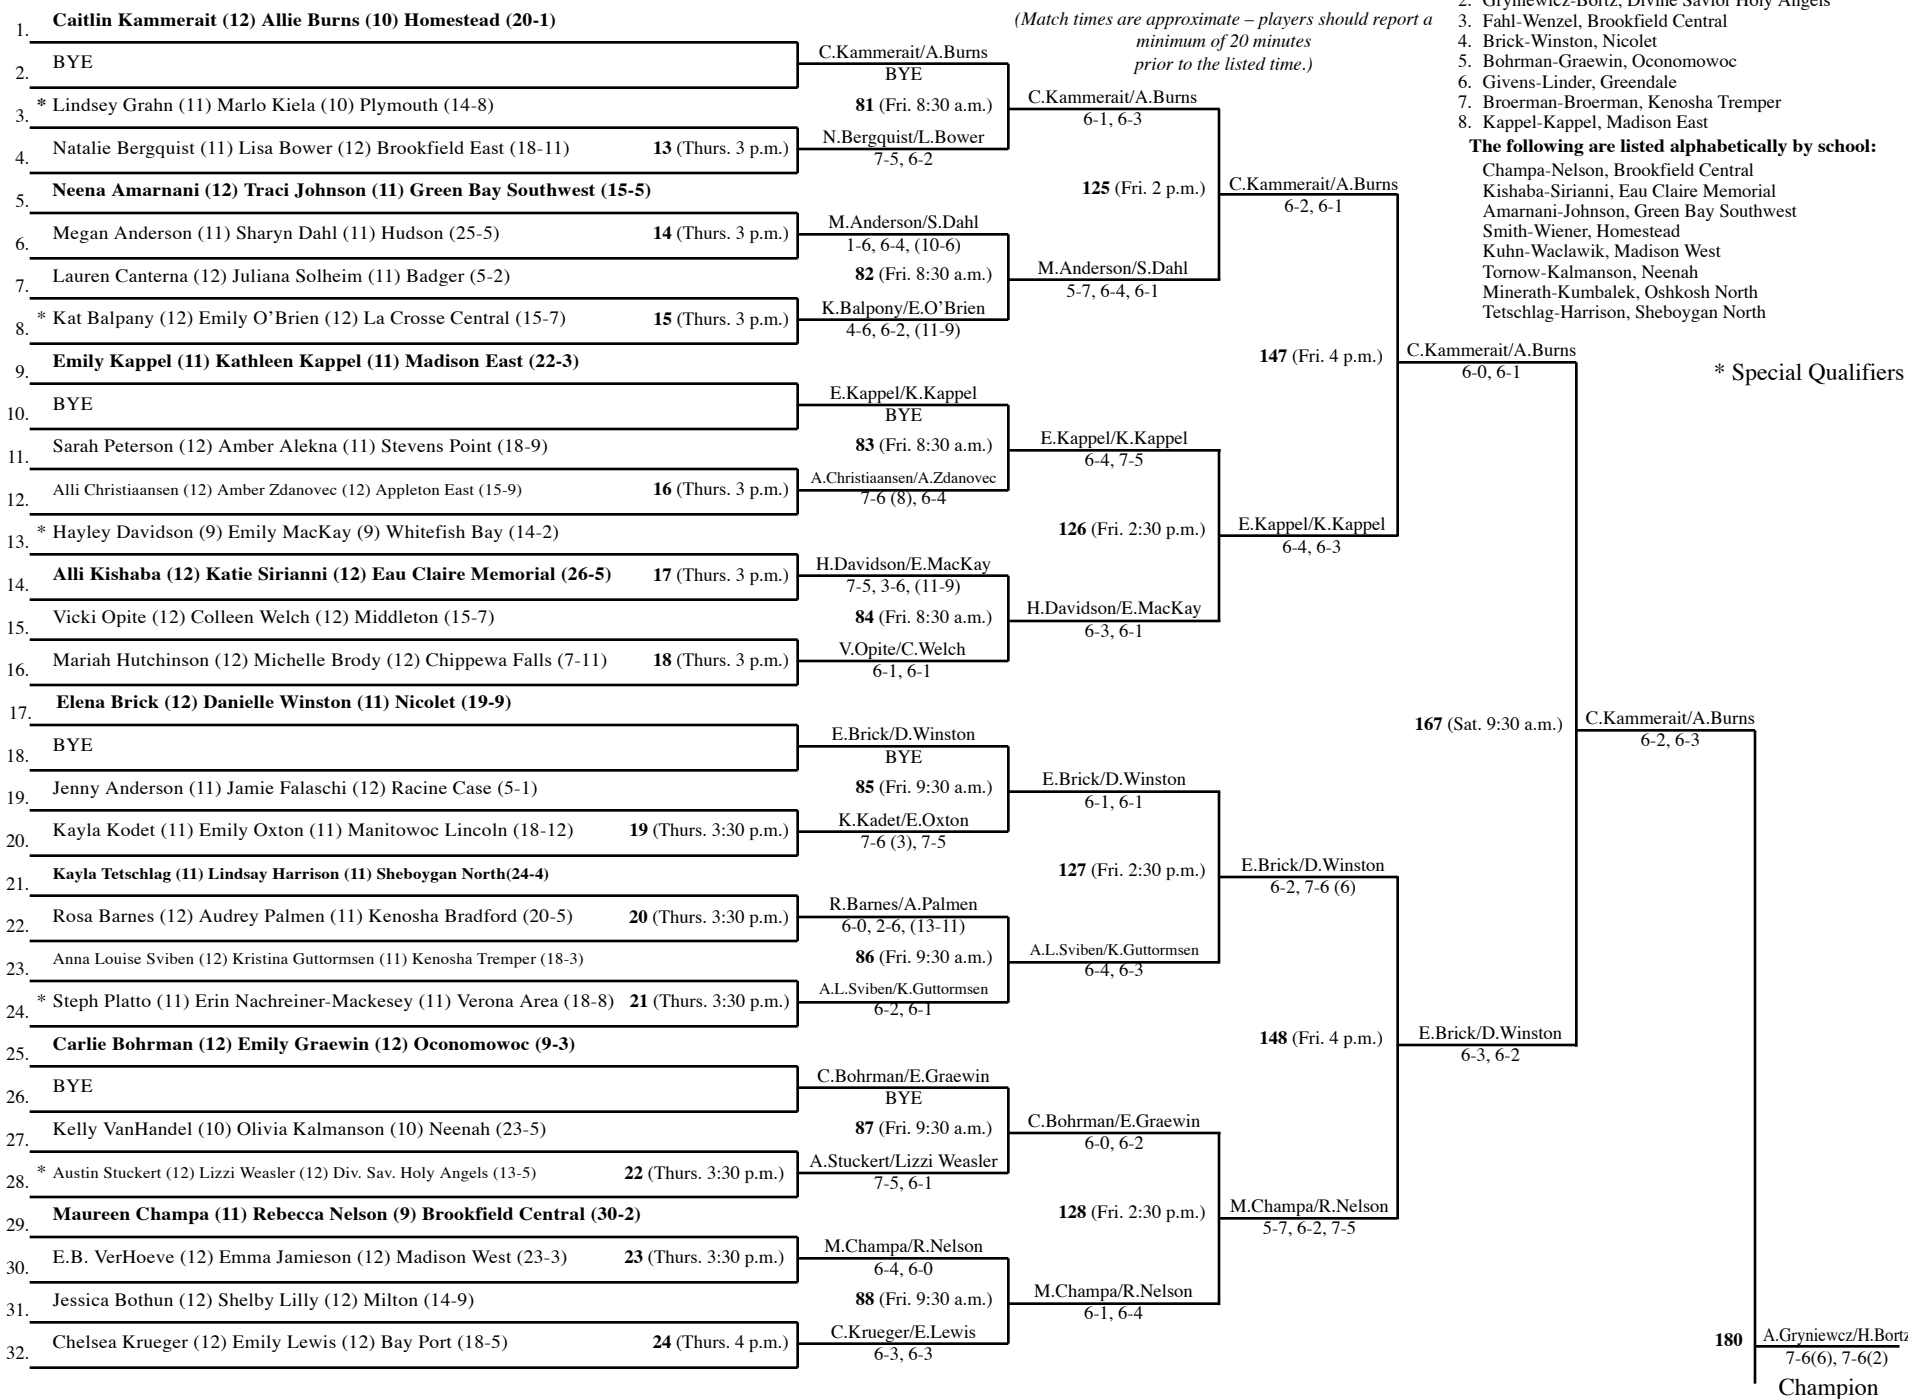 1. Caitlin Kammerait (12) Allie Burns (10) Homestead (20-1)
2. BYE
3. * Lindsey Grahn (11) Marlo Kiela (10) Plymouth (14-8)
4. Natalie Bergquist (11) Lisa Bower (12) Brookfield East (18-11) 13 (Thurs. 3 p.m.)
5. Neena Amarnani (12) Traci Johnson (11) Green Bay Southwest (15-5)
6. Megan Anderson (11) Sharyn Dahl (11) Hudson (25-5) 14 (Thurs. 3 p.m.)
7. Lauren Canterna (12) Juliana Solheim (11) Badger (5-2)
8. * Kat Balpany (12) Emily O’Brien (12) La Crosse Central (15-7) 15 (Thurs. 3 p.m.)
9. Emily Kappel (11) Kathleen Kappel (11) Madison East (22-3)
10. BYE
11. Sarah Peterson (12) Amber Alekna (11) Stevens Point (18-9)
12. Alli Christiaansen (12) Amber Zdanovec (12) Appleton East (15-9) 16 (Thurs. 3 p.m.)
13. * Hayley Davidson (9) Emily MacKay (9) Whitefish Bay (14-2)
14. Alli Kishaba (12) Katie Sirianni (12) Eau Claire Memorial (26-5) 17 (Thurs. 3 p.m.)
15. Vicki Opite (12) Colleen Welch (12) Middleton (15-7)
16. Mariah Hutchinson (12) Michelle Brody (12) Chippewa Falls (7-11) 18 (Thurs. 3 p.m.)
17. Elena Brick (12) Danielle Winston (11) Nicolet (19-9)
18. BYE
19. Jenny Anderson (11) Jamie Falaschi (12) Racine Case (5-1)
20. Kayla Kodet (11) Emily Oxton (11) Manitowoc Lincoln (18-12) 19 (Thurs. 3:30 p.m.)
21. Kayla Tetschlag (11) Lindsay Harrison (11) Sheboygan North(24-4)
22. Rosa Barnes (12) Audrey Palmen (11) Kenosha Bradford (20-5) 20 (Thurs. 3:30 p.m.)
23. Anna Louise Sviben (12) Kristina Guttormsen (11) Kenosha Tremper (18-3)
24. * Steph Platto (11) Erin Nachreiner-Mackesey (11) Verona Area (18-8) 21 (Thurs. 3:30 p.m.)
25. Carlie Bohrman (12) Emily Graewin (12) Oconomowoc (9-3)
26. BYE
27. Kelly VanHandel (10) Olivia Kalmanson (10) Neenah (23-5)
28. * Austin Stuckert (12) Lizzi Weasler (12) Div. Sav. Holy Angels (13-5) 22 (Thurs. 3:30 p.m.)
29. Maureen Champa (11) Rebecca Nelson (9) Brookfield Central (30-2)
30. E.B. VerHoeve (12) Emma Jamieson (12) Madison West (23-3) 23 (Thurs. 3:30 p.m.)
31. Jessica Bothun (12) Shelby Lilly (12) Milton (14-9)
32. Chelsea Krueger (12) Emily Lewis (12) Bay Port (18-5) 24 (Thurs. 4 p.m.)
C.Kammerait/A.Burns
BYE
81 (Fri. 8:30 a.m.)
N.Bergquist/L.Bower
7-5, 6-2
M.Anderson/S.Dahl
1-6, 6-4, (10-6)
82 (Fri. 8:30 a.m.)
K.Balpony/E.O’Brien
4-6, 6-2, (11-9)
E.Kappel/K.Kappel
BYE
83 (Fri. 8:30 a.m.)
A.Christiaansen/A.Zdanovec
7-6 (8), 6-4
H.Davidson/E.MacKay
7-5, 3-6, (11-9)
84 (Fri. 8:30 a.m.)
V.Opite/C.Welch
6-1, 6-1
E.Brick/D.Winston
BYE
85 (Fri. 9:30 a.m.)
K.Kadet/E.Oxton
7-6 (3), 7-5
R.Barnes/A.Palmen
6-0, 2-6, (13-11)
86 (Fri. 9:30 a.m.)
A.L.Sviben/K.Guttormsen
6-2, 6-1
C.Bohrman/E.Graewin
BYE
87 (Fri. 9:30 a.m.)
A.Stuckert/Lizzi Weasler
7-5, 6-1
M.Champa/R.Nelson
6-4, 6-0
88 (Fri. 9:30 a.m.)
C.Krueger/E.Lewis
6-3, 6-3
(Match times are approximate – players should report a
minimum of 20 minutes
prior to the listed time.)
C.Kammerait/A.Burns
6-1, 6-3
125 (Fri. 2 p.m.)
M.Anderson/S.Dahl
5-7, 6-4, 6-1
E.Kappel/K.Kappel
6-4, 7-5
126 (Fri. 2:30 p.m.)
H.Davidson/E.MacKay
6-3, 6-1
E.Brick/D.Winston
6-1, 6-1
127 (Fri. 2:30 p.m.)
A.L.Sviben/K.Guttormsen
6-4, 6-3
C.Bohrman/E.Graewin
6-0, 6-2
128 (Fri. 2:30 p.m.)
M.Champa/R.Nelson
6-1, 6-4
C.Kammerait/A.Burns
6-2, 6-1
147 (Fri. 4 p.m.)
E.Kappel/K.Kappel
6-4, 6-3
E.Brick/D.Winston
6-2, 7-6 (6)
148 (Fri. 4 p.m.)
M.Champa/R.Nelson
5-7, 6-2, 7-5
C.Kammerait/A.Burns
6-0, 6-1
167 (Sat. 9:30 a.m.)
E.Brick/D.Winston
6-3, 6-2
C.Kammerait/A.Burns
6-2, 6-3
180
A.Gryniewcz/H.Bortz
7-6(6), 7-6(2)
Champion
2. Gryniewicz-Bortz, Divine Savior Holy Angels
3. Fahl-Wenzel, Brookfield Central
4. Brick-Winston, Nicolet
5. Bohrman-Graewin, Oconomowoc
6. Givens-Linder, Greendale
7. Broerman-Broerman, Kenosha Tremper
8. Kappel-Kappel, Madison East
The following are listed alphabetically by school:
Champa-Nelson, Brookfield Central
Kishaba-Sirianni, Eau Claire Memorial
Amarnani-Johnson, Green Bay Southwest
Smith-Wiener, Homestead
Kuhn-Waclawik, Madison West
Tornow-Kalmanson, Neenah
Minerath-Kumbalek, Oshkosh North
Tetschlag-Harrison, Sheboygan North
* Special Qualifiers